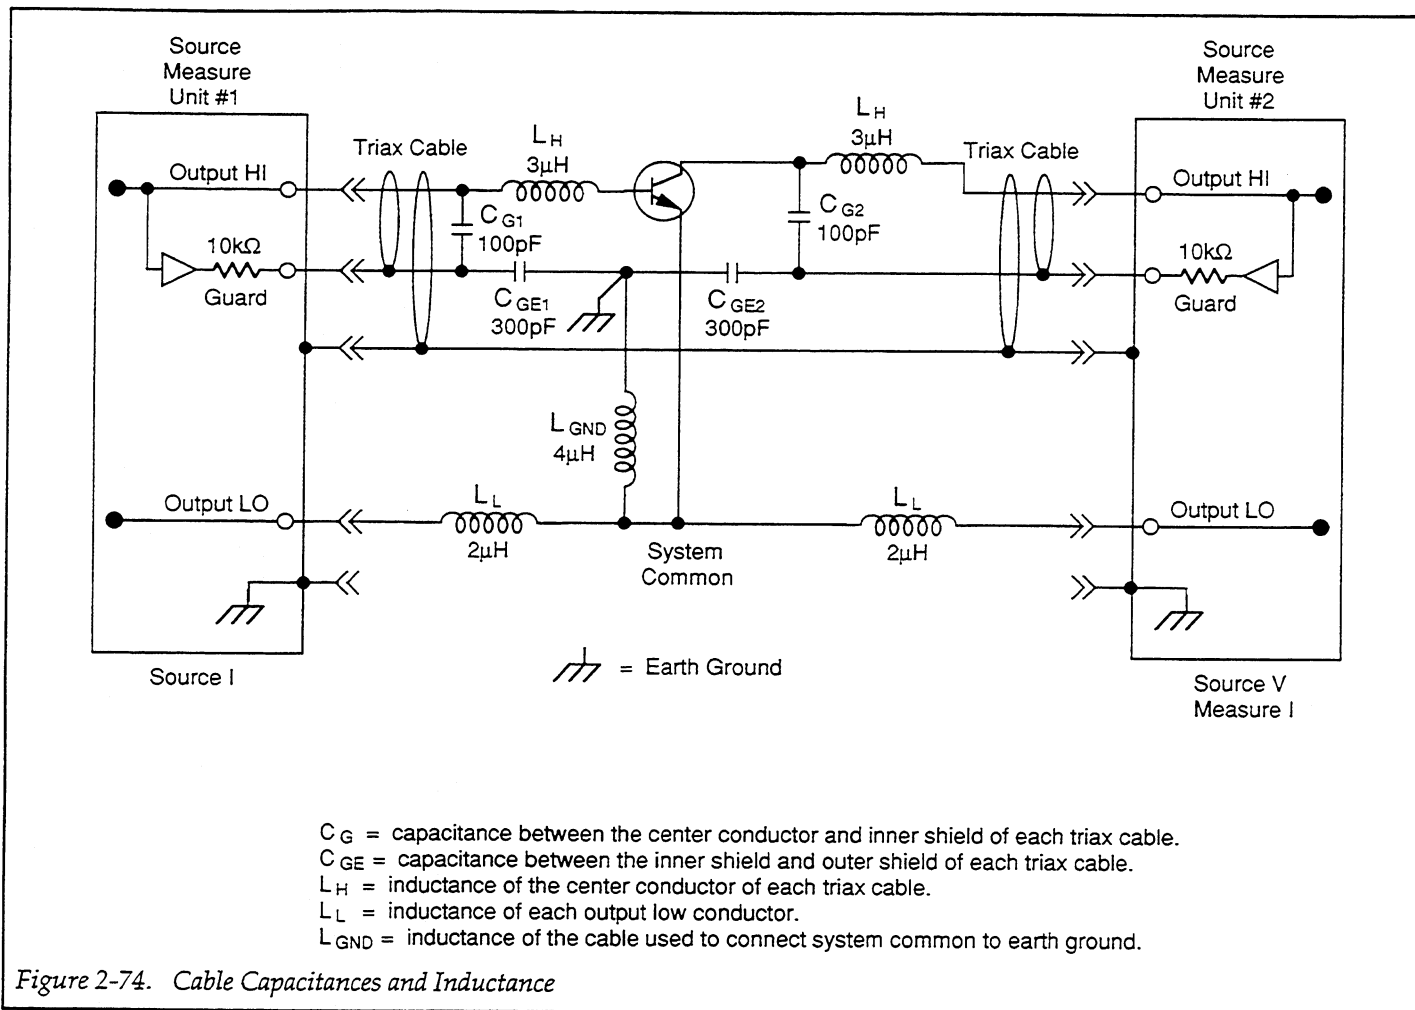 Source
Measure
Unit #1
Source
Measure
Unit #2
Triax Cable
L H
3µH
L H
3µH
Triax Cable
Output HI
Output HI
C G1
100pF
C G2
100pF
10kΩ
Guard
10kΩ
Guard
C GE1
300pF
C GE2
300pF
L GND
4µH
Output LO
L L
2µH
L L
2µH
Output LO
System
Common
Source I
= Earth Ground
Source V
Measure I
C G = capacitance between the center conductor and inner shield of each triax cable.
C GE = capacitance between the inner shield and outer shield of each triax cable.
L H = inductance of the center conductor of each triax cable.
L L = inductance of each output low conductor.
L GND = inductance of the cable used to connect system common to earth ground.
Figure 2-74. Cable Capacitances and Inductance